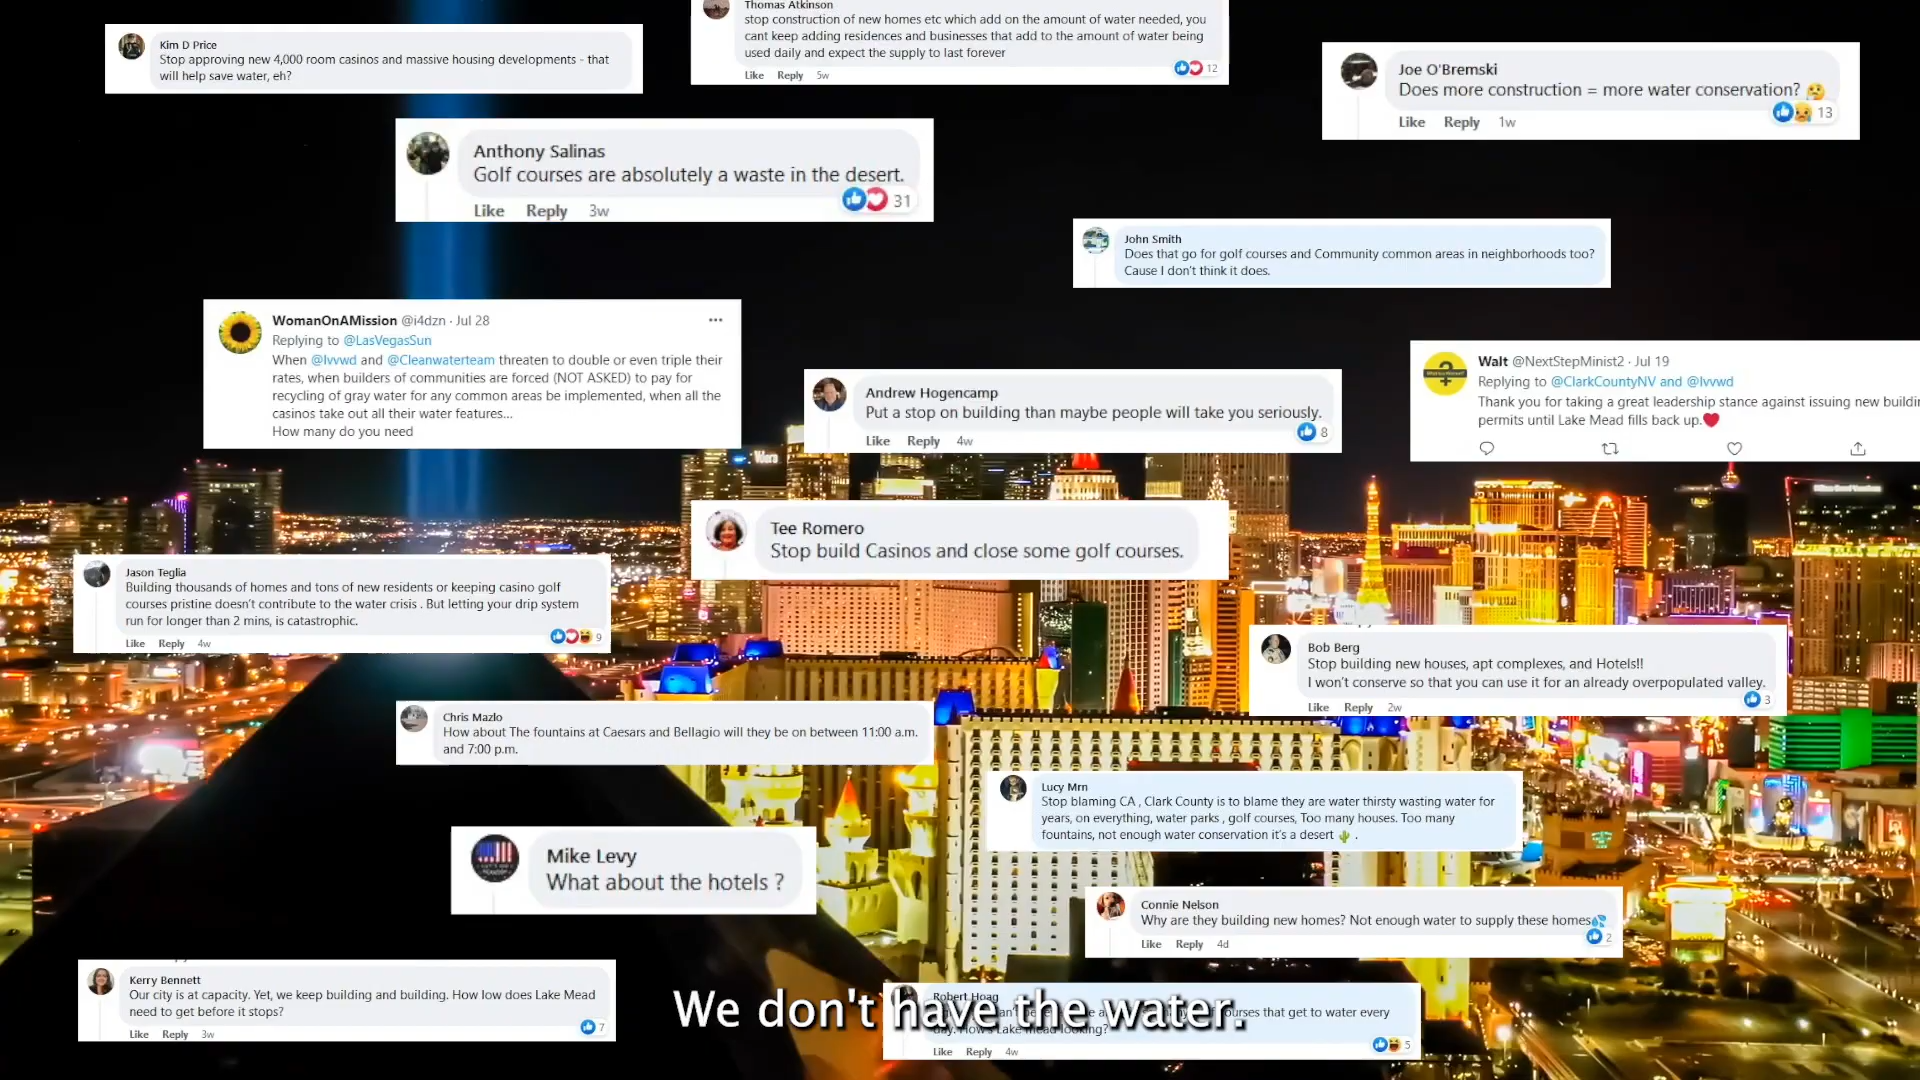 Thomas Atkinson
stop construction of new homes etc which add on the amount of water needed, you
cant keep adding residences and businesses that add to the amount of water being
used daily and expect the supply to last forever
Like Reply 5w
12
Kim D Price
Stop approving new 4,000 room casinos and massive housing developments - that
will help save water, eh?
Joe O'Bremski
Does more construction = more water conservation? 🤔
Like Reply 1w
13
Anthony Salinas
Golf courses are absolutely a waste in the desert.
Like Reply 3w
31
John Smith
Does that go for golf courses and Community common areas in neighborhoods too?
Cause I don't think it does.
WomanOnAMission @i4dzn · Jul 28
Replying to @LasVegasSun
When @lvvwd and @Cleanwaterteam threaten to double or even triple their
rates, when builders of communities are forced (NOT ASKED) to pay for
recycling of gray water for any common areas be implemented, when all the
casinos take out all their water features...
How many do you need
Walt @NextStepMinist2 · Jul 19
Replying to @ClarkCountyNV and @lvvwd
Thank you for taking a great leadership stance against issuing new buildin
permits until Lake Mead fills back up.❤️
Andrew Hogencamp
Put a stop on building than maybe people will take you seriously.
Like Reply 4w
8
Vdara
Tee Romero
Stop build Casinos and close some golf courses.
Jason Teglia
Building thousands of homes and tons of new residents or keeping casino golf
courses pristine doesn't contribute to the water crisis . But letting your drip system
run for longer than 2 mins, is catastrophic.
Like Reply 4w
9
Bob Berg
Stop building new houses, apt complexes, and Hotels!!
I won't conserve so that you can use it for an already overpopulated valley.
Like Reply 2w
3
Chris Mazlo
How about The fountains at Caesars and Bellagio will they be on between 11:00 a.m.
and 7:00 p.m.
Lucy Mrn
Stop blaming CA , Clark County is to blame they are water thirsty wasting water for
years, on everything, water parks , golf courses, Too many houses. Too many
fountains, not enough water conservation it's a desert 🌵 .
Mike Levy
What about the hotels ?
Connie Nelson
Why are they building new homes? Not enough water to supply these homes💦
Like Reply 4d
2
Kerry Bennett
Our city is at capacity. Yet, we keep building and building. How low does Lake Mead
need to get before it stops?
Like Reply 3w
7
Robert Hoag
courses that get to water every
day. How's Lake mead looking?
Like Reply 4w
5
We don't have the water.